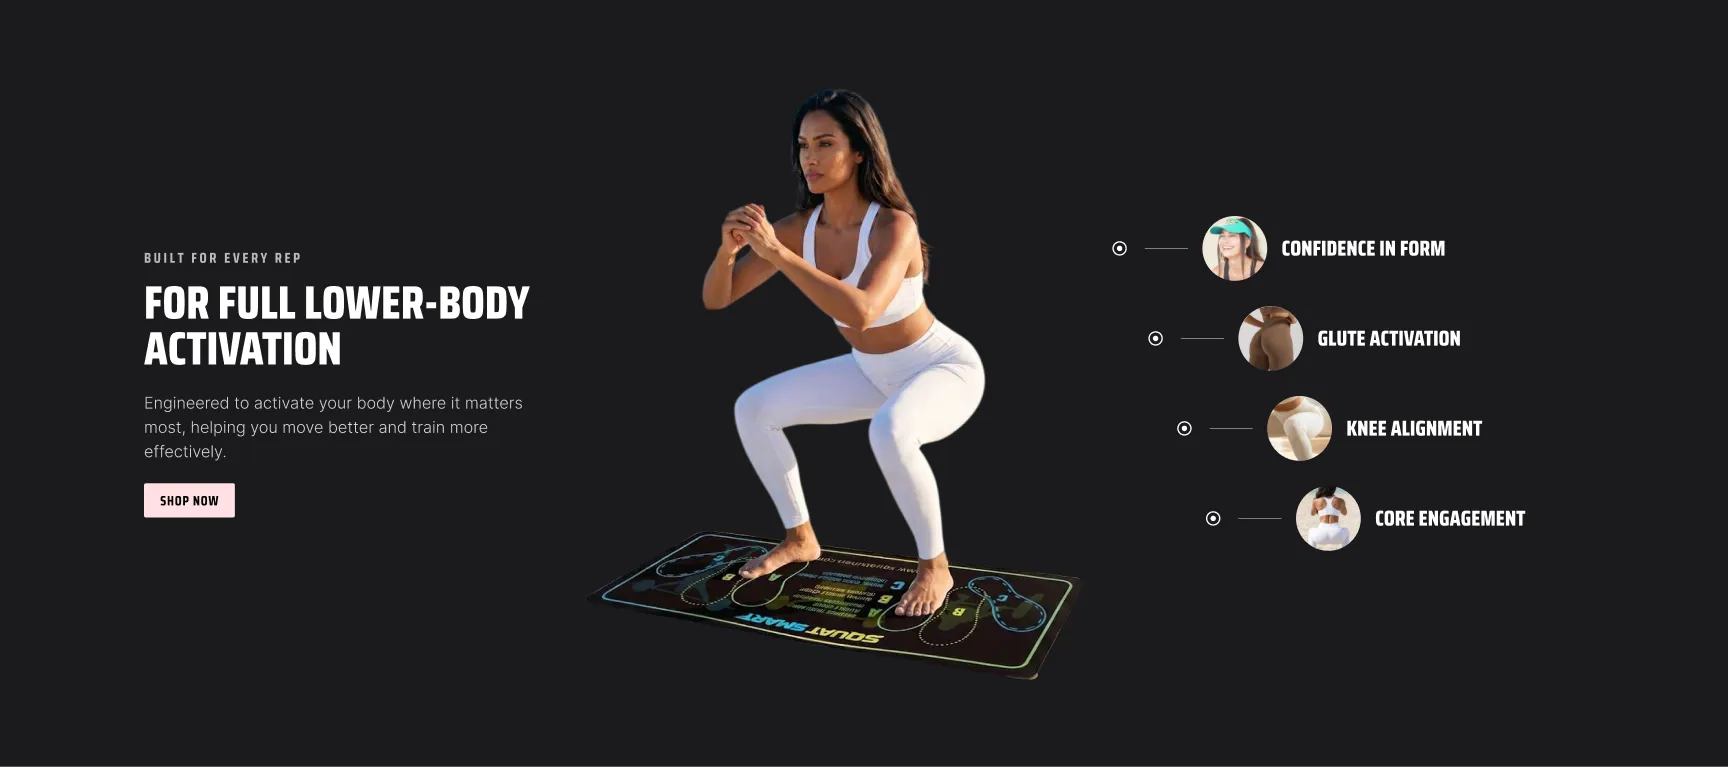 BUILT FOR EVERY REP
FOR FULL LOWER-BODY
ACTIVATION
Engineered to activate your body where it matters
most, helping you move better and train more
effectively.
SHOP NOW
CONFIDENCE IN FORM
GLUTE ACTIVATION
KNEE ALIGNMENT
CORE ENGAGEMENT
C
B
A
C
B
A
B
C
SQUAT SMART